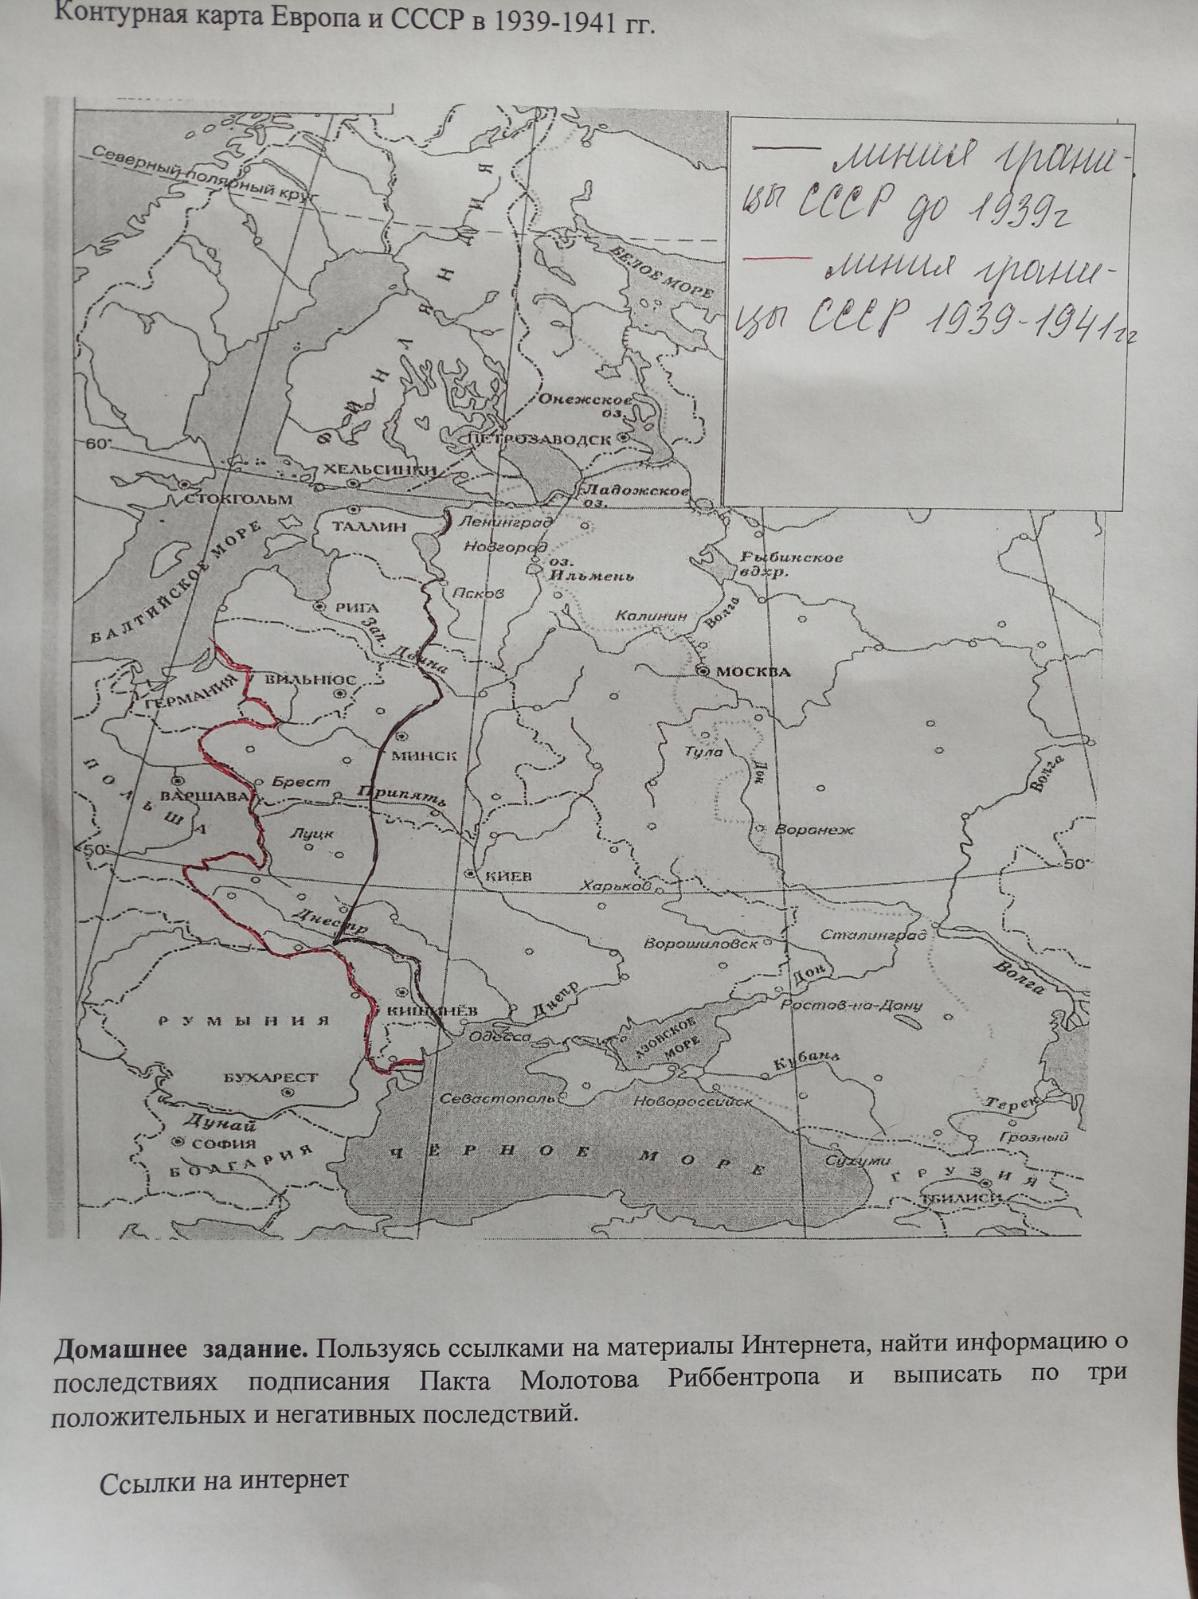 Контурная карта Европа и СССР в 1939-1941 гг.
линия грани-
цы СССР до 1939г
линия грани-
цы СССР 1939-1941гг
Северный полярный круг
БЕЛОЕ МОРЕ
ФИНЛЯНДИЯ
Онежское
оз.
ПЕТРОЗАВОДСК
60°
ХЕЛЬСИНКИ
СТОКГОЛЬМ
Ладожское
оз.
ТАЛЛИН
Ленинград
Новгород
оз.
Ильмень
Рыбинское
вдхр.
БАЛТИЙСКОЕ МОРЕ
Псков
РИГА
Зап. Двина
Калинин
Волга
МОСКВА
ГЕРМАНИЯ
ВИЛЬНЮС
МИНСК
Тула
Дон
Волга
ПОЛЬША
ВАРШАВА
Брест
Припять
Луцк
Воронеж
50°
50°
КИЕВ
Харьков
Днестр
Ворошиловск
Сталинград
Дон
Волга
Днепр
Ростов-на-Дону
РУМЫНИЯ
КИШИНЁВ
Одесса
АЗОВСКОЕ
МОРЕ
Кубань
БУХАРЕСТ
Севастополь
Новороссийск
Терек
Дунай
СОФИЯ
БОЛГАРИЯ
ЧЁРНОЕ МОРЕ
Грозный
Сухуми
ГРУЗИЯ
ТБИЛИСИ
Домашнее задание. Пользуясь ссылками на материалы Интернета, найти информацию о
последствиях подписания Пакта Молотова Риббентропа и выписать по три
положительных и негативных последствий.
Ссылки на интернет